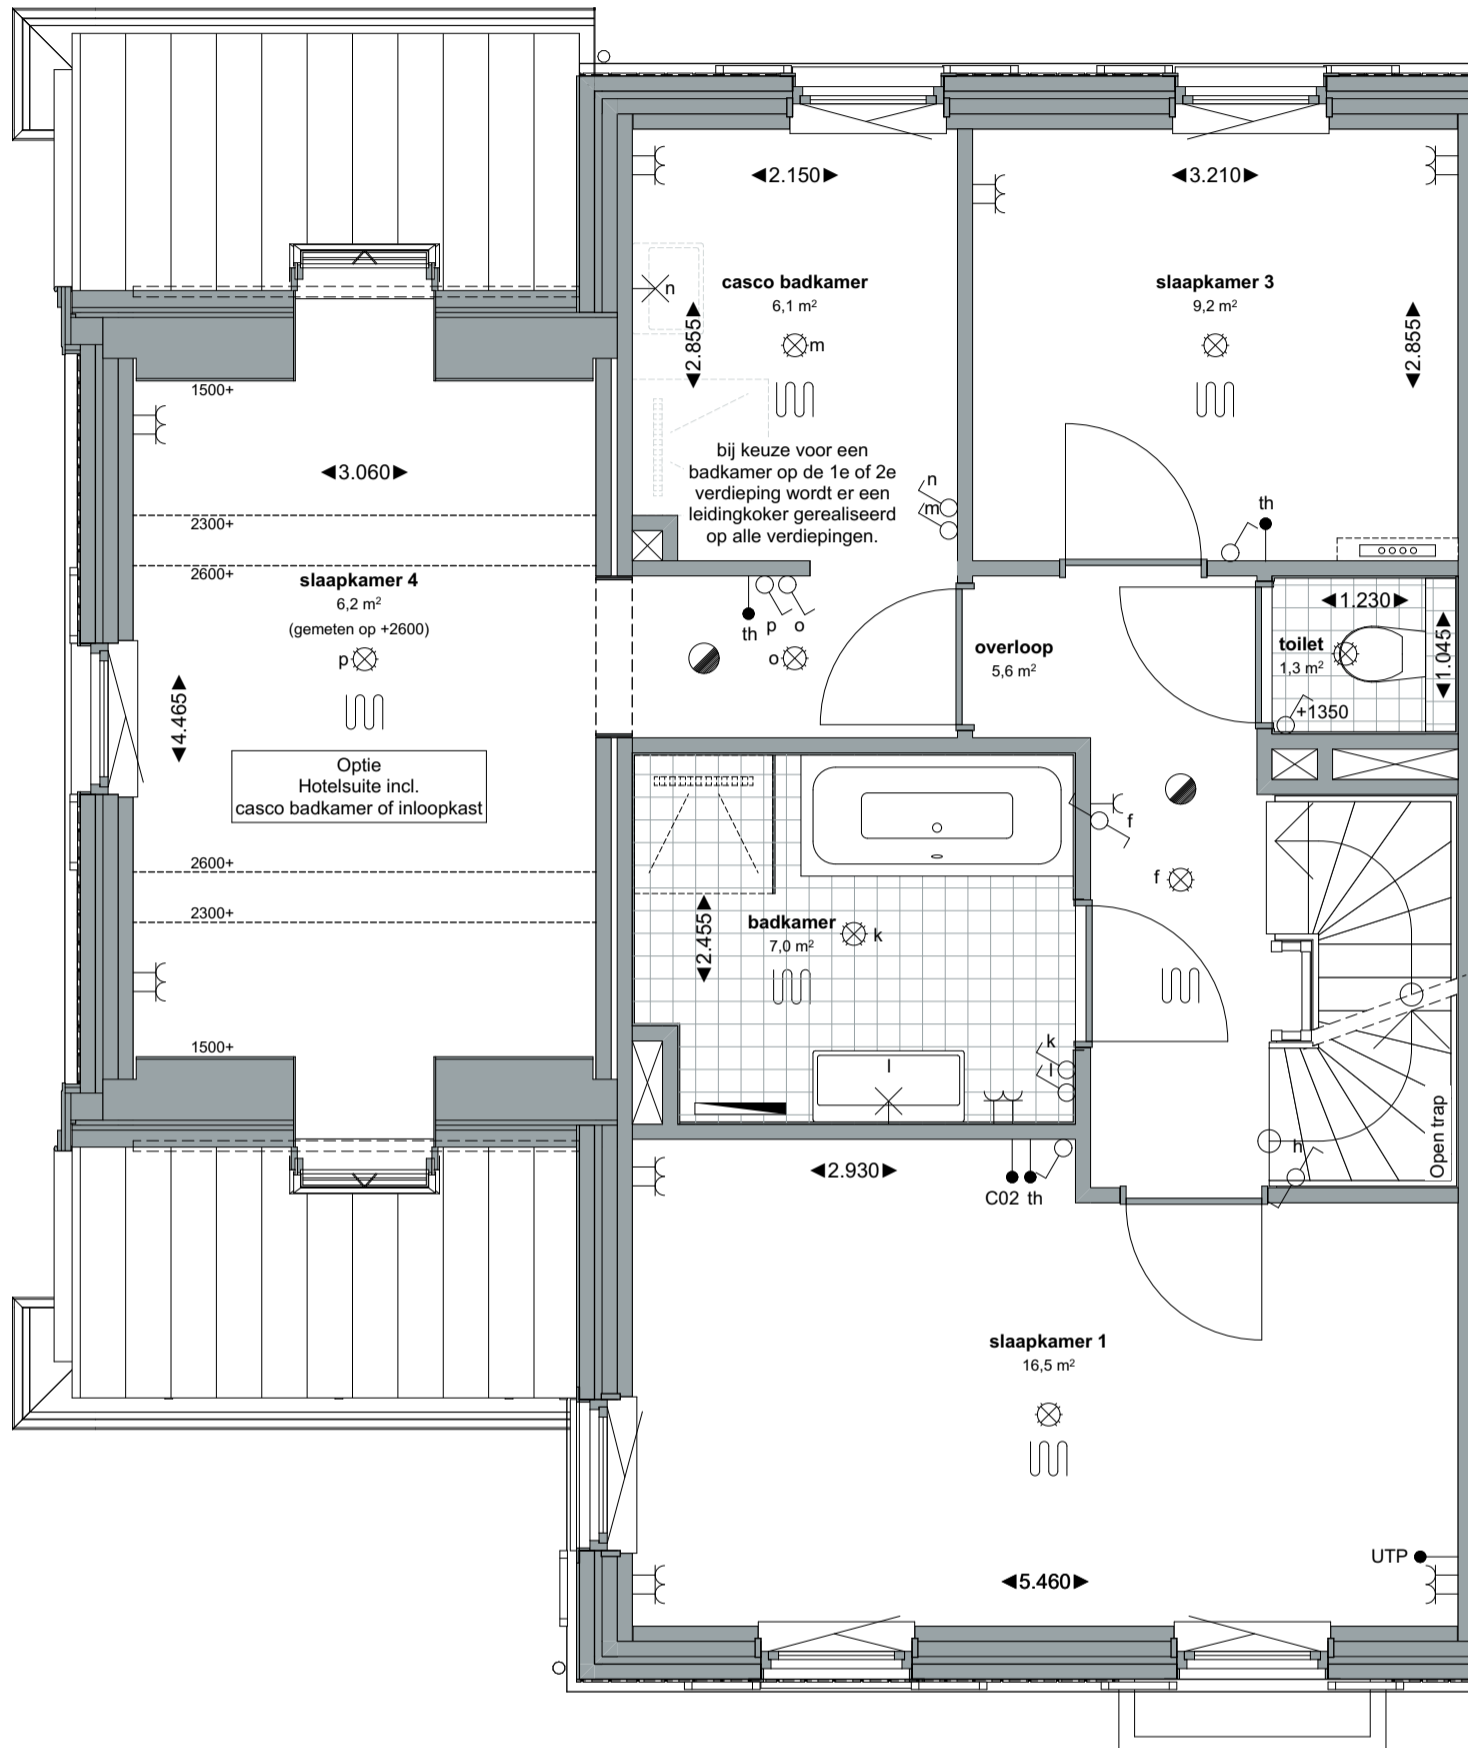 ◄2.150►
◄3.210►
casco badkamer
6,1 m²
n
◄2.855►
m
slaapkamer 3
9,2 m²
◄2.855►
bij keuze voor een
badkamer op de 1e of 2e
verdieping wordt er een
leidingkoker gerealiseerd
op alle verdiepingen.
n
m
th
1500+
◄3.060►
2300+
2600+
slaapkamer 4
6,2 m²
(gemeten op +2600)
p
◄4.465►
Optie
Hotelsuite incl.
casco badkamer of inloopkast
2600+
2300+
1500+
th
p
o
o
overloop
5,6 m²
◄1.230►
toilet
1,3 m²
◄1.045►
+1350
f
f
badkamer
7,0 m²
k
◄2.455►
k
l
l
h
Open trap
◄2.930►
C02 th
slaapkamer 1
16,5 m²
UTP
◄5.460►